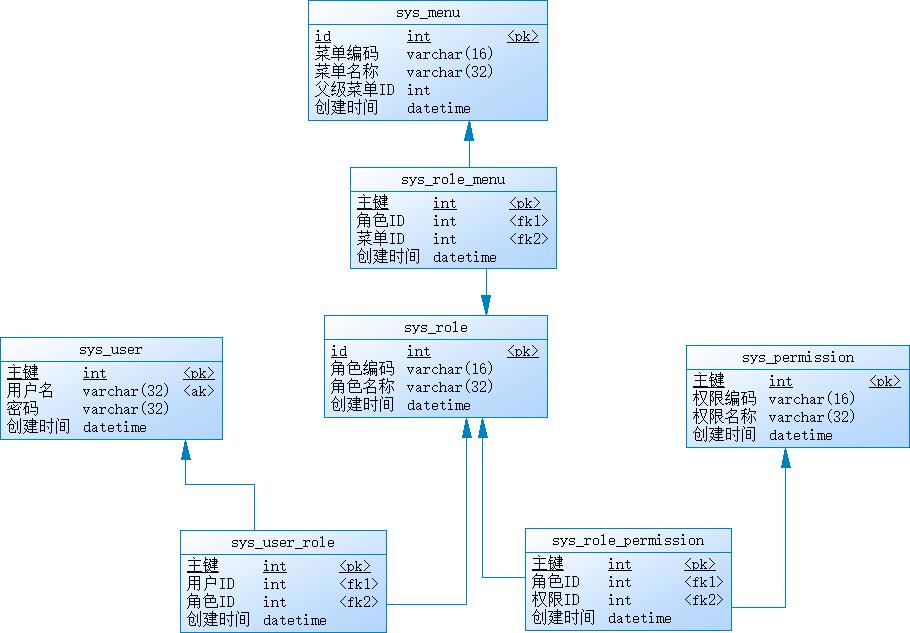 sys_menu
id int <pk>
菜单编码 varchar(16)
菜单名称 varchar(32)
父级菜单ID int
创建时间 datetime
sys_role_menu
主键 int <pk>
角色ID int <fk1>
菜单ID int <fk2>
创建时间 datetime
sys_role
id int <pk>
角色编码 varchar(16)
角色名称 varchar(32)
创建时间 datetime
sys_user
主键 int <pk>
用户名 varchar(32) <ak>
密码 varchar(32)
创建时间 datetime
sys_permission
主键 int <pk>
权限编码 varchar(16)
权限名称 varchar(32)
创建时间 datetime
sys_user_role
主键 int <pk>
用户ID int <fk1>
角色ID int <fk2>
创建时间 datetime
sys_role_permission
主键 int <pk>
角色ID int <fk1>
权限ID int <fk2>
创建时间 datetime